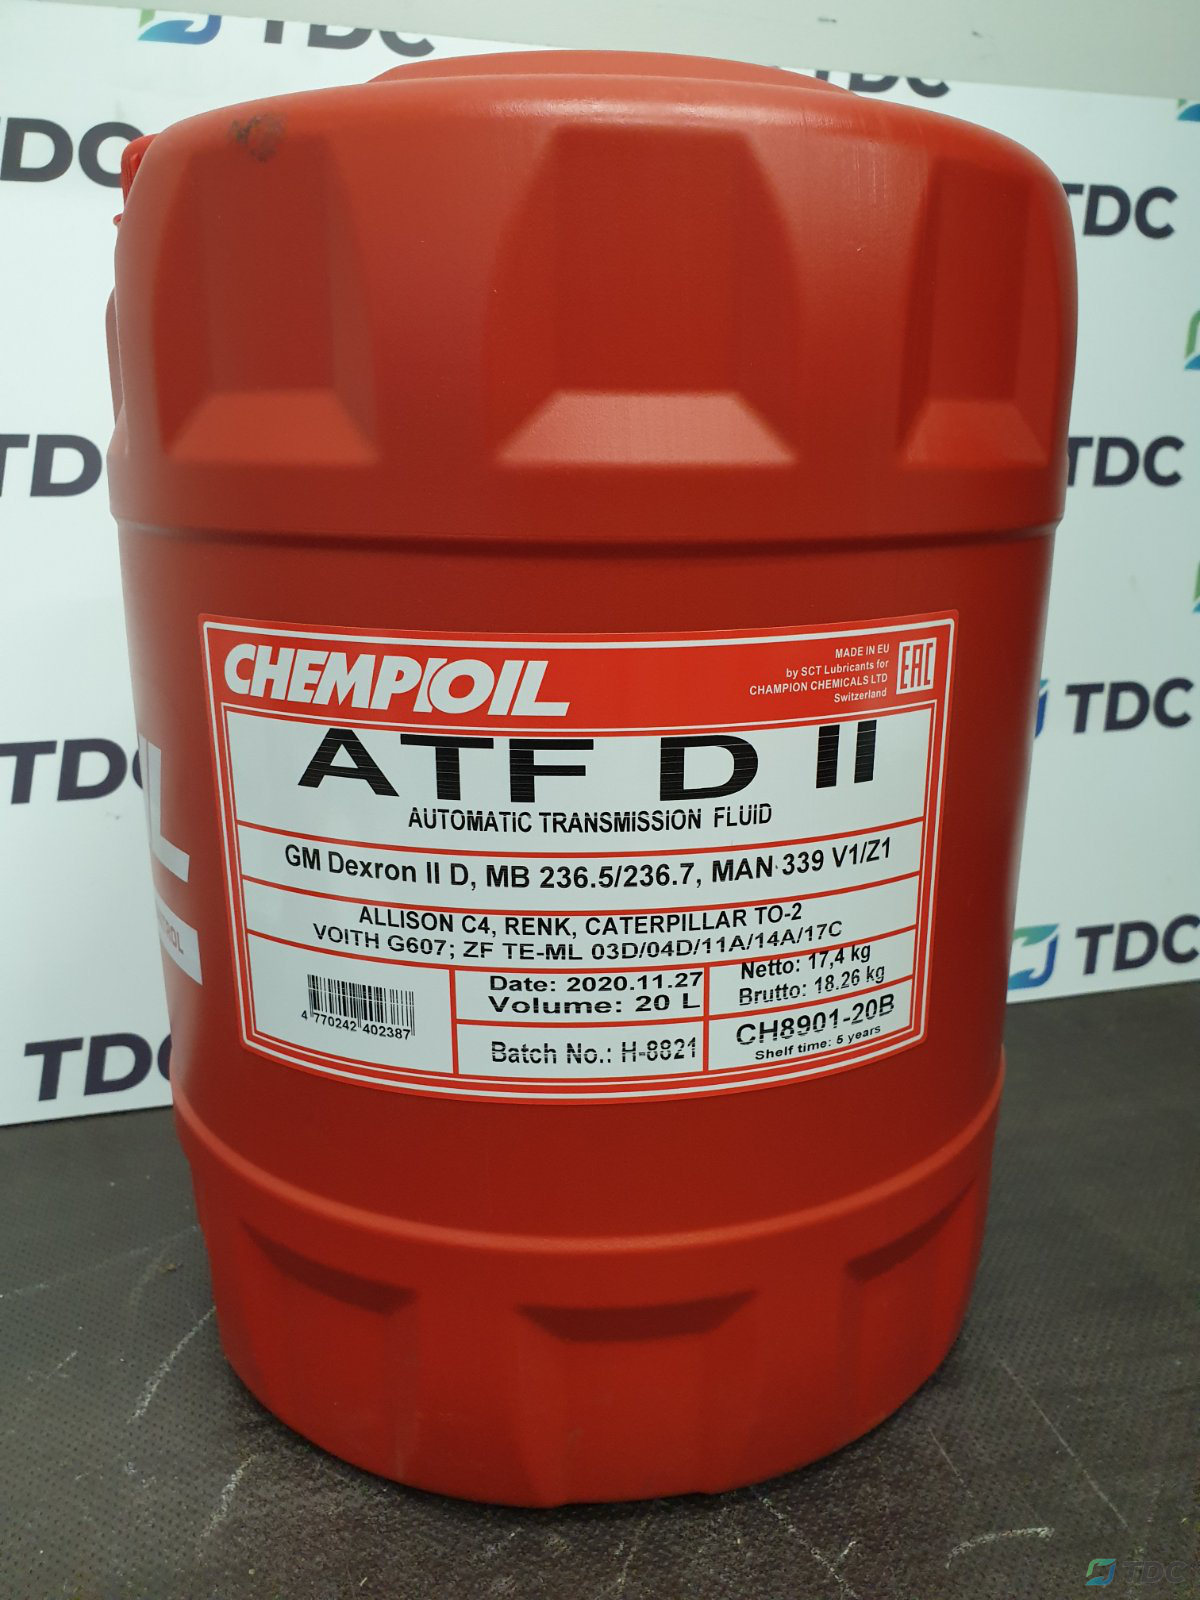 TDC
TDC
TDC
TDC
TDC
TDC
TDC
TDC
TDC
CHEMPIOIL
MADE IN EU
by SCT Lubricants for
CHAMPION CHEMICALS LTD
Switzerland
EAC
ATF D II
AUTOMATIC TRANSMISSION FLUID
GM Dexron II D, MB 236.5/236.7, MAN 339 V1/Z1
ALLISON C4, RENK, CATERPILLAR TO-2
VOITH G607; ZF TE-ML 03D/04D/11A/14A/17C
4 770242 402387
Date: 2020.11.27
Volume: 20 L
Netto: 17,4 kg
Brutto: 18.26 kg
Batch No.: H-8821
CH8901-20B
Shelf time: 5 years
TDC
TDC
TDC